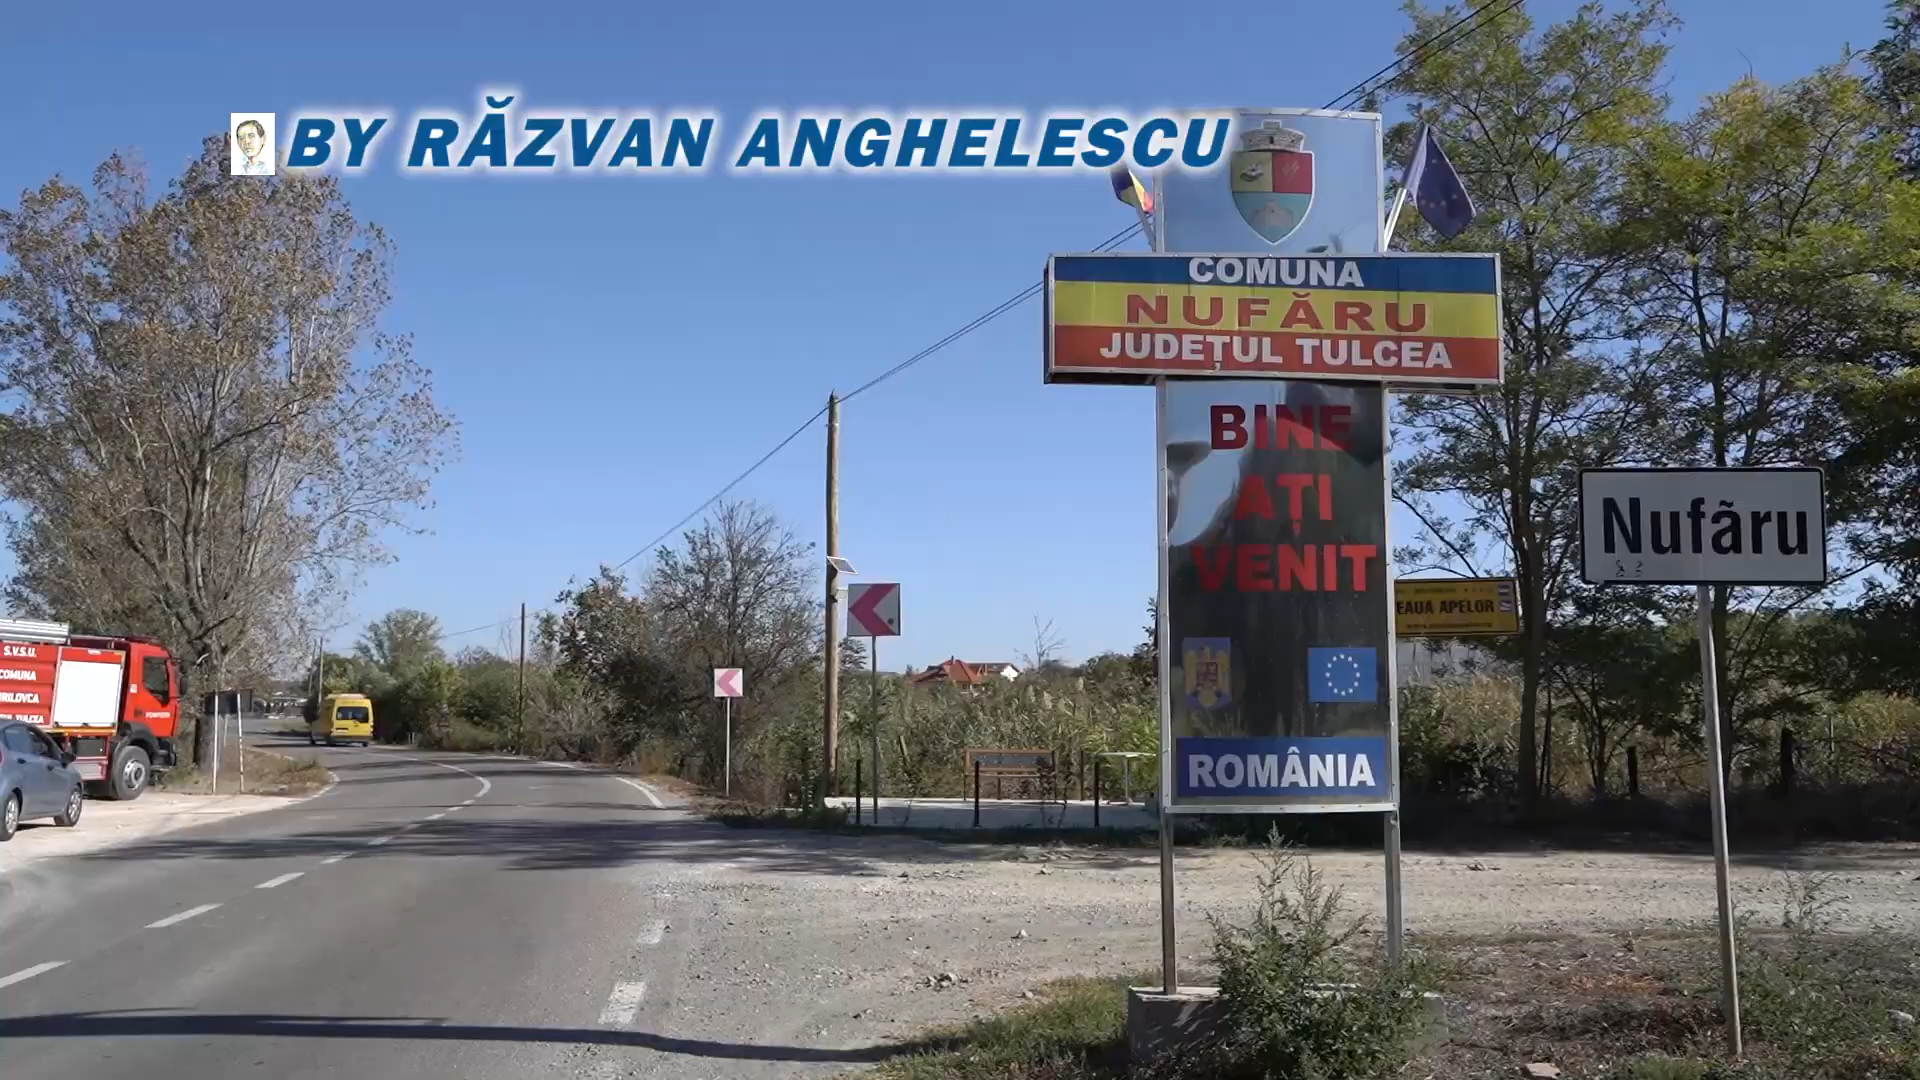 BY RĂZVAN ANGHELESCU
COMUNA
NUFĂRU
JUDEȚUL TULCEA
BINE
AȚI
VENIT
ROMÂNIA
Nufăru
EAUA APELOR
S.V.S.U.
COMUNA
TULCEA